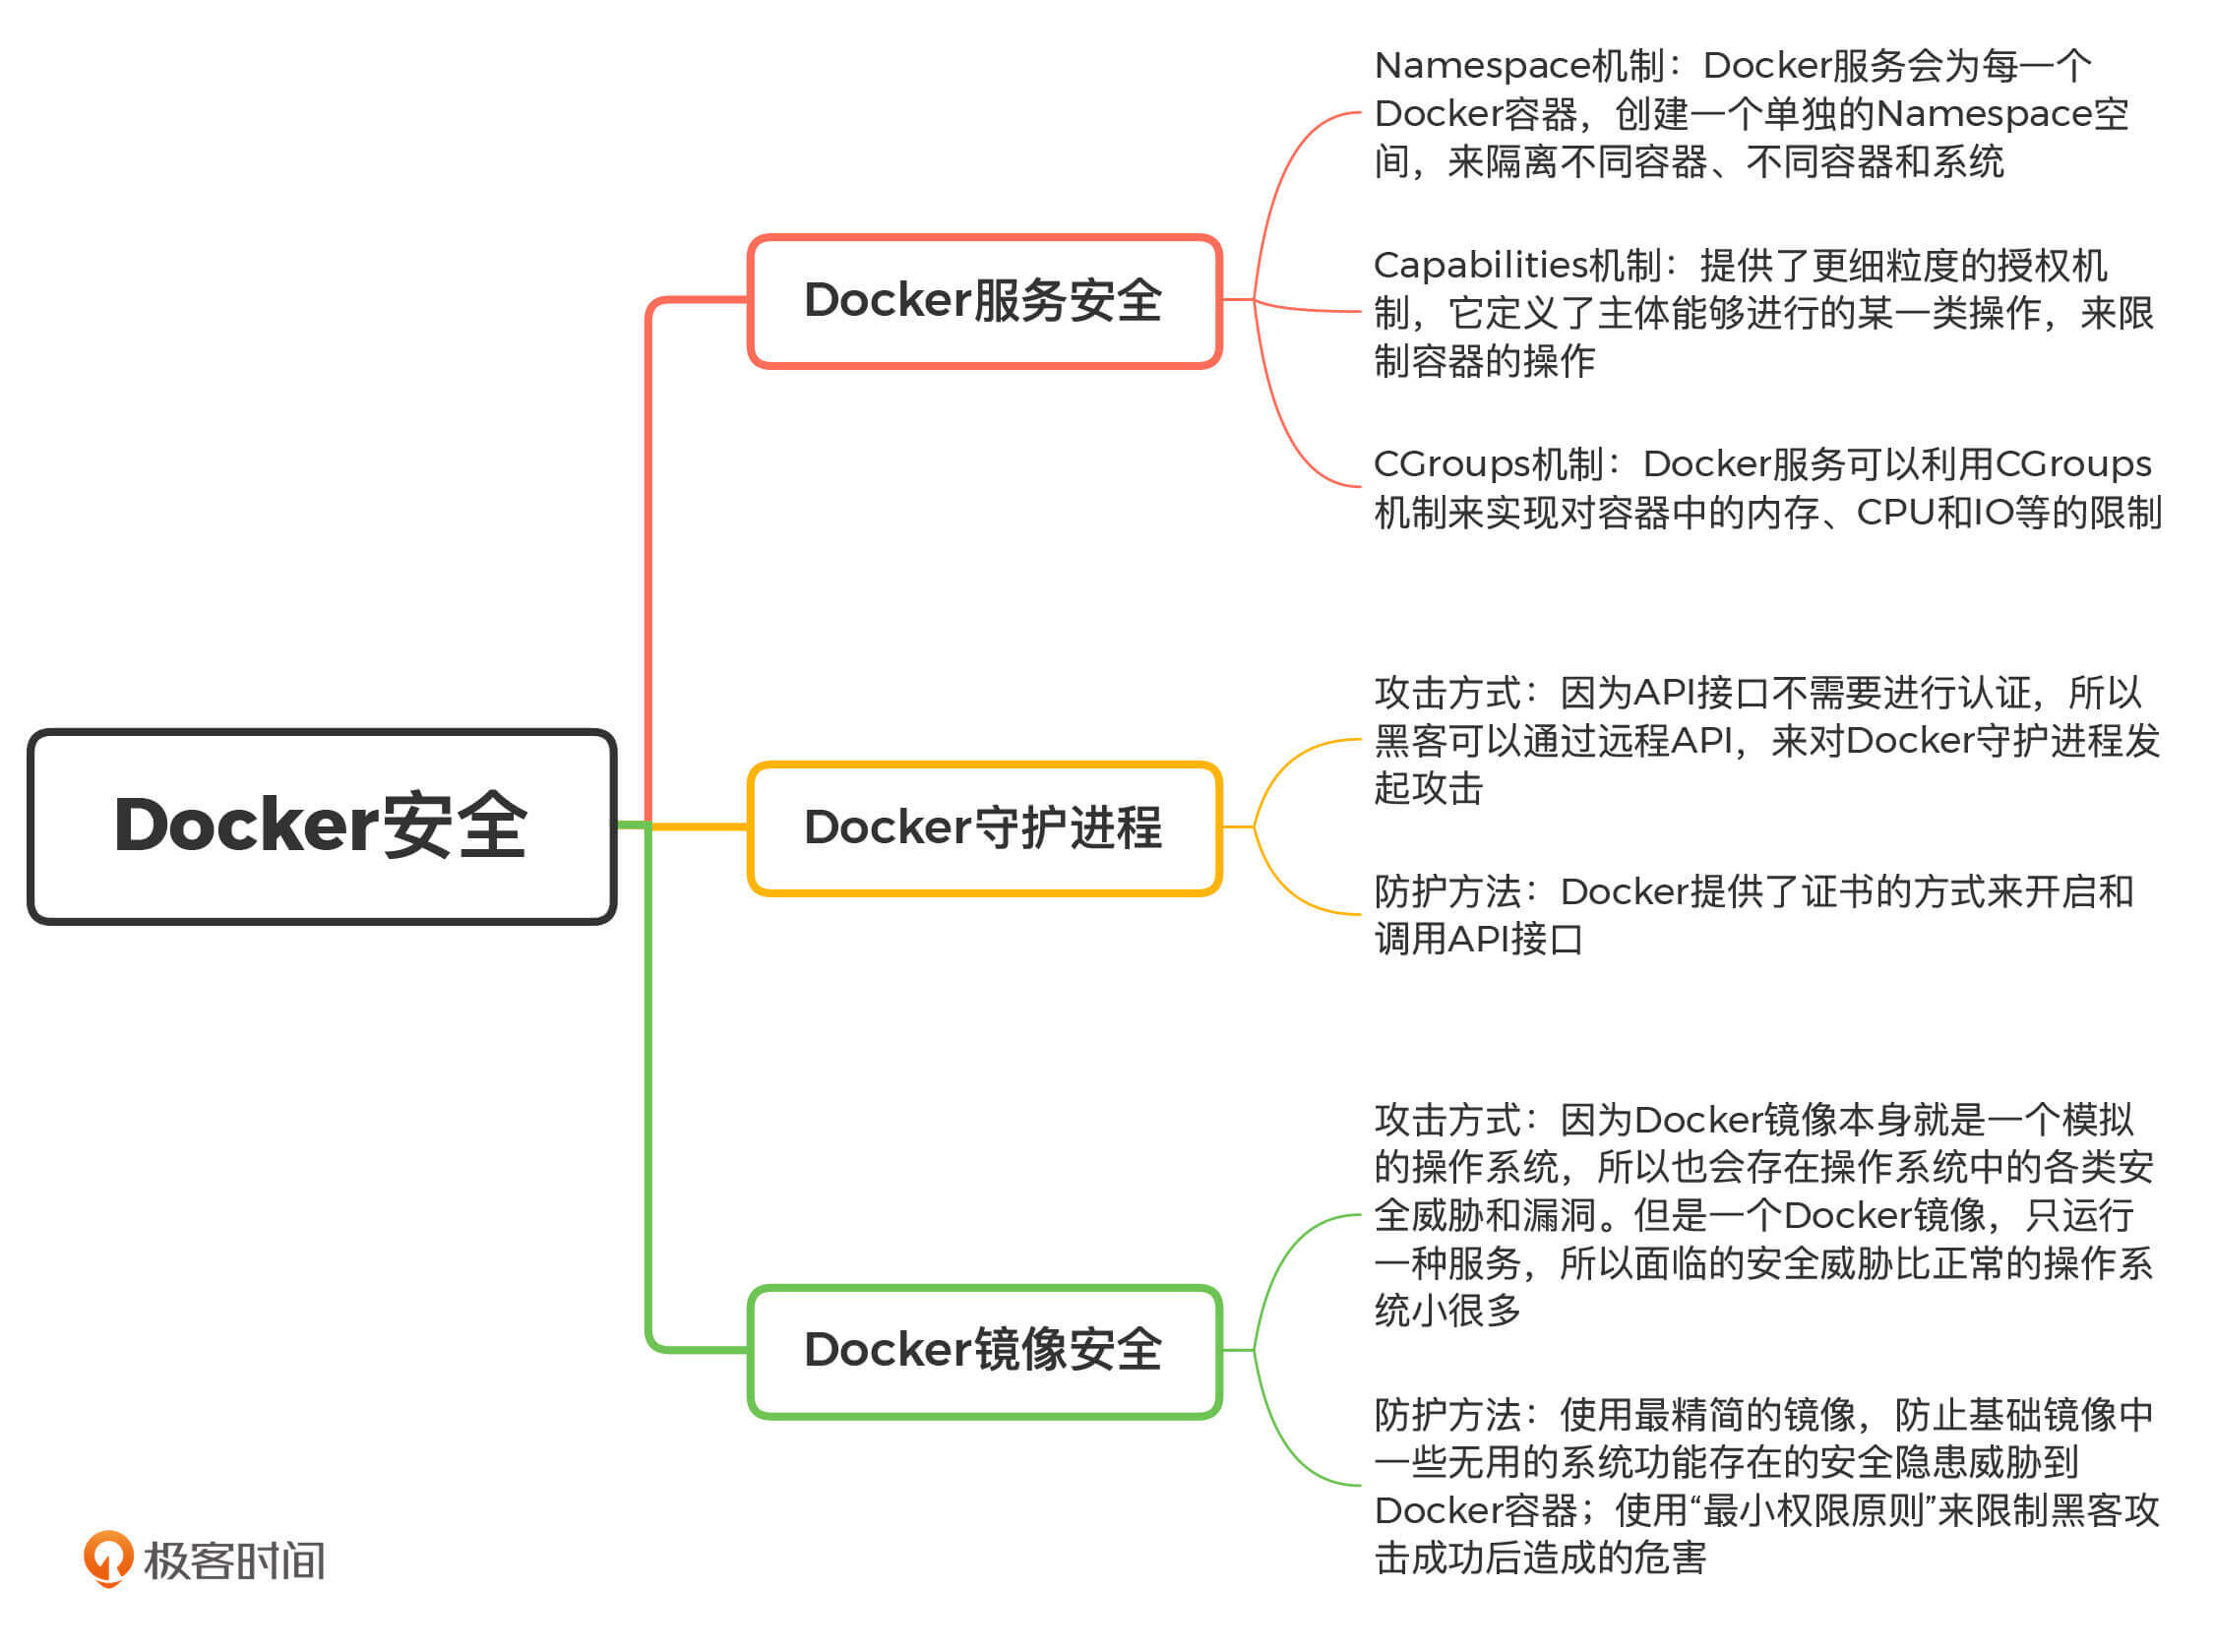 Docker安全
Docker服务安全
Namespace机制：Docker服务会为每一个
Docker容器，创建一个单独的Namespace空
间，来隔离不同容器、不同容器和系统
Capabilities机制：提供了更细粒度的授权机
制，它定义了主体能够进行的某一类操作，来限
制容器的操作
CGroups机制：Docker服务可以利用CGroups
机制来实现对容器中的内存、CPU和IO等的限制
Docker守护进程
攻击方式：因为API接口不需要进行认证，所以
黑客可以通过远程API，来对Docker守护进程发
起攻击
防护方法：Docker提供了证书的方式来开启和
调用API接口
Docker镜像安全
攻击方式：因为Docker镜像本身就是一个模拟
的操作系统，所以也会存在操作系统中的各类安
全威胁和漏洞。但是一个Docker镜像，只运行
一种服务，所以面临的安全威胁比正常的操作系
统小很多
防护方法：使用最精简的镜像，防止基础镜像中
一些无用的系统功能存在的安全隐患威胁到
Docker容器；使用“最小权限原则”来限制黑客攻
击成功后造成的危害
极客时间